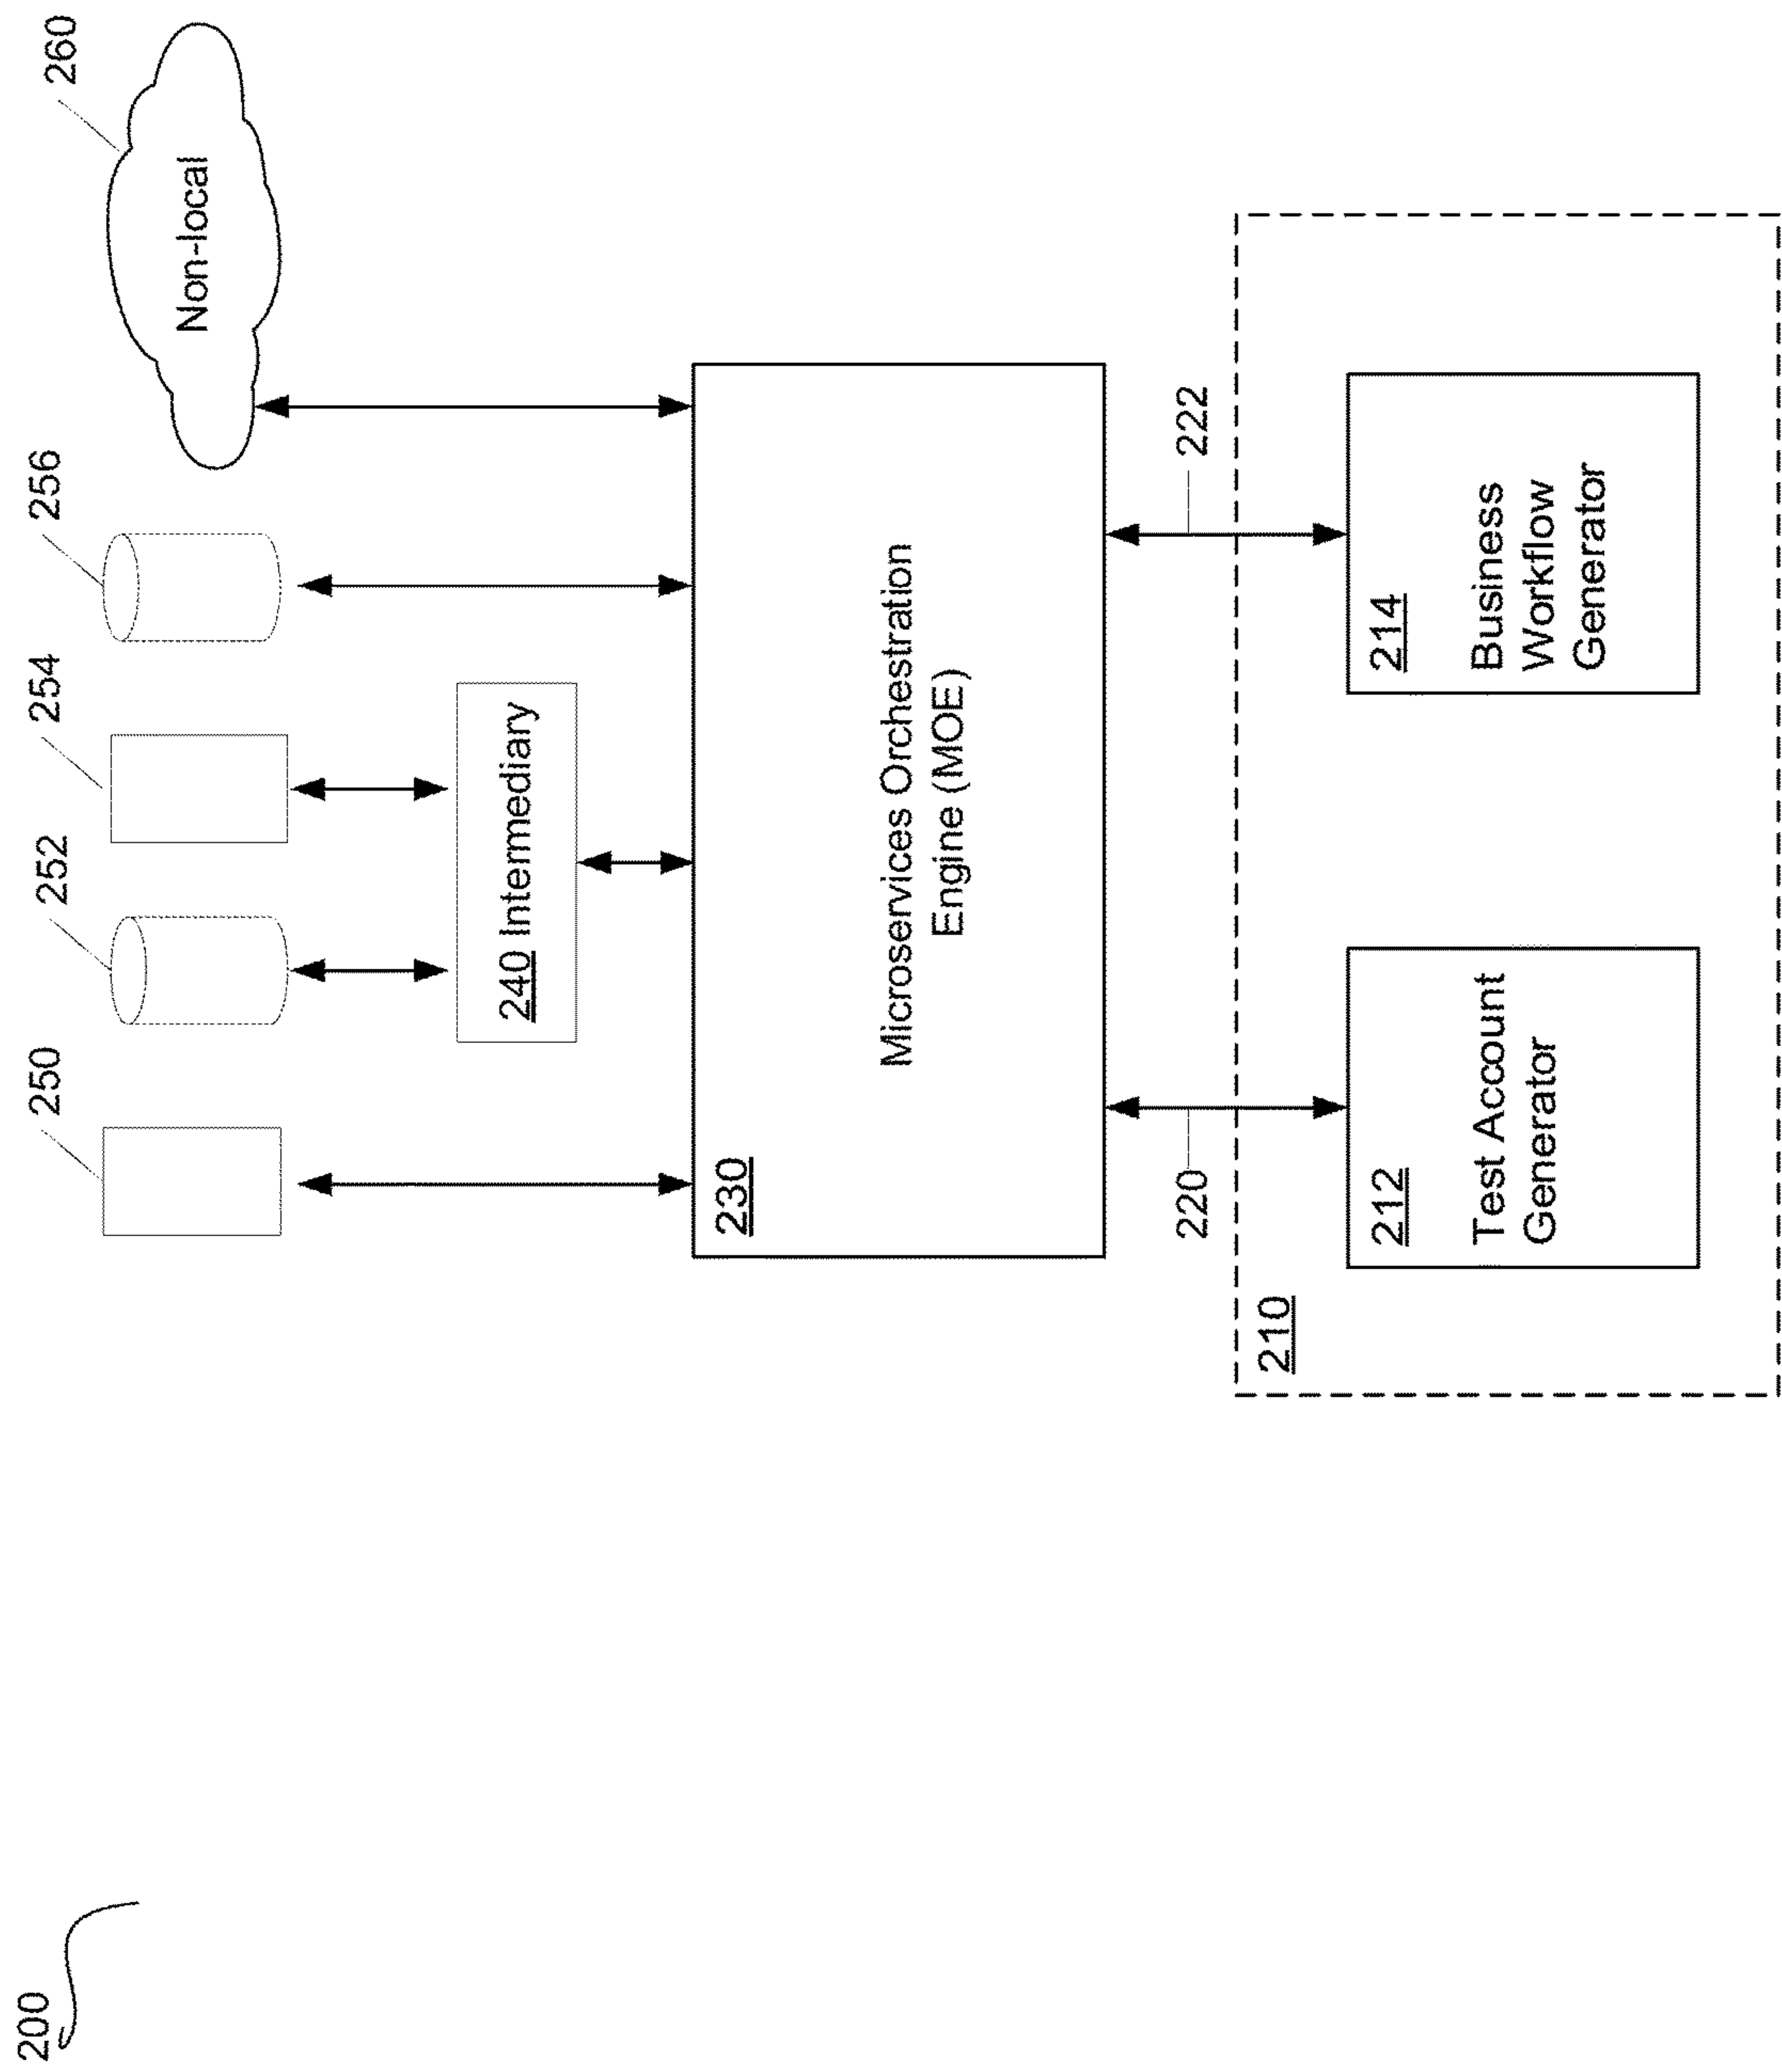 200
250
252
254
256
260
Non-local
240 Intermediary
230
Microservices Orchestration
Engine (MOE)
220
222
210
212
Test Account
Generator
214
Business
Workflow
Generator